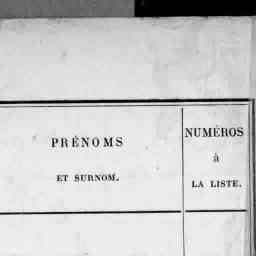 PRÉNOMS
ET SURNOM.
NUMÉROS
à
LA LISTE.